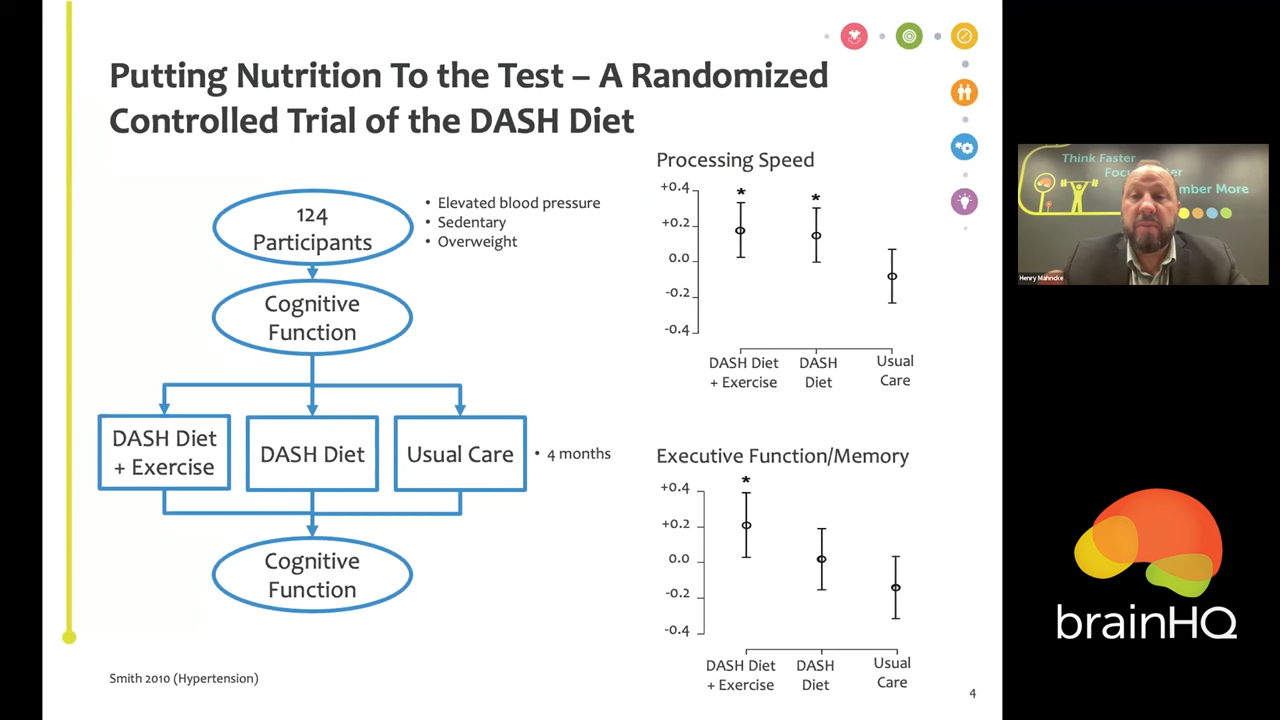 Putting Nutrition To the Test – A Randomized
Controlled Trial of the DASH Diet
124
Participants
• Elevated blood pressure
• Sedentary
• Overweight
Cognitive
Function
DASH Diet
+ Exercise
DASH Diet
Usual Care
• 4 months
Cognitive
Function
Smith 2010 (Hypertension)
Processing Speed
+0.4
+0.2
0.0
-0.2
-0.4
*
*
DASH Diet
+ Exercise
DASH
Diet
Usual
Care
Executive Function/Memory
+0.4
+0.2
0.0
-0.2
-0.4
*
DASH Diet
+ Exercise
DASH
Diet
Usual
Care
4
Think Faster
Henry Mahncke
brainHQ